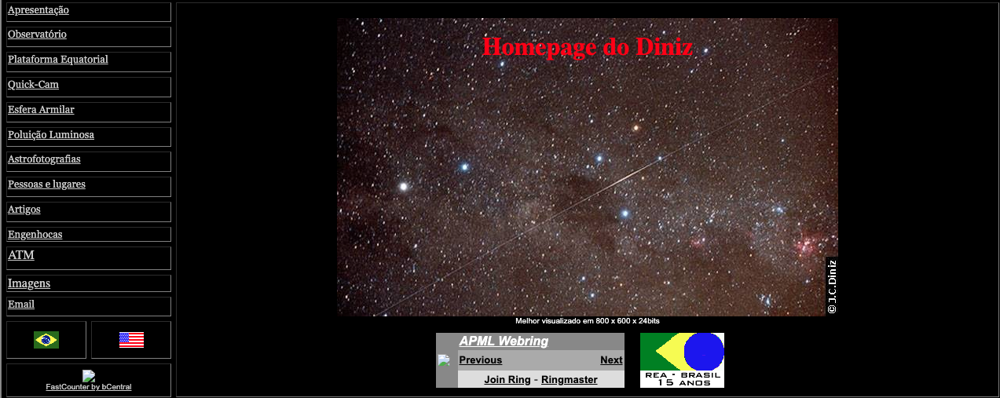 Apresentação
Observatório
Plataforma Equatorial
Quick-Cam
Esfera Armilar
Poluição Luminosa
Astrofotografias
Pessoas e lugares
Artigos
Engenhocas
ATM
Imagens
Email
FastCounter by bCentral
Homepage do Diniz
© J.C.Diniz
Melhor visualizado em 800 x 600 x 24bits
APML Webring
Previous Next
Join Ring - Ringmaster
REA - BRASIL
15 ANOS